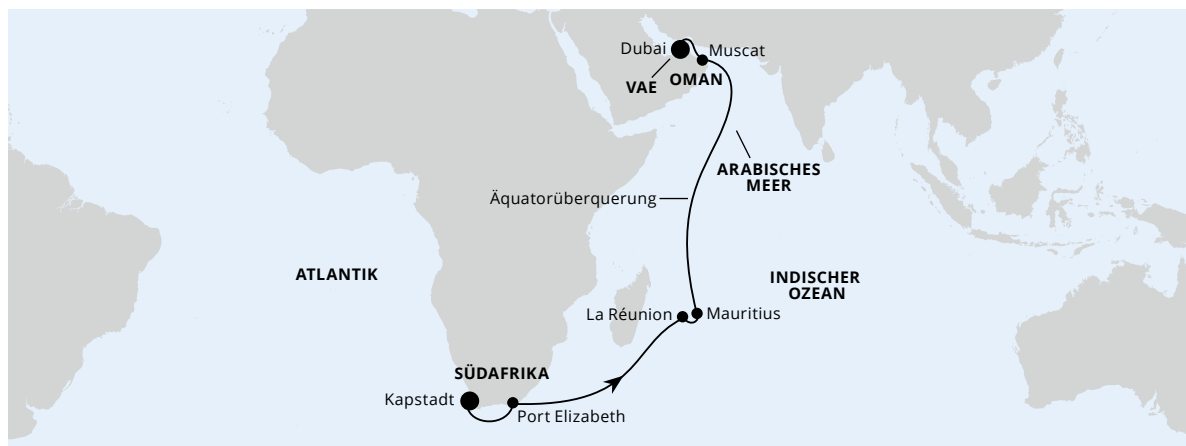 Dubai
Muscat
VAE
OMAN
ARABISCHES
MEER
Äquatorüberquerung
ATLANTIK
INDISCHER
OZEAN
La Réunion
Mauritius
SÜDAFRIKA
Kapstadt
Port Elizabeth